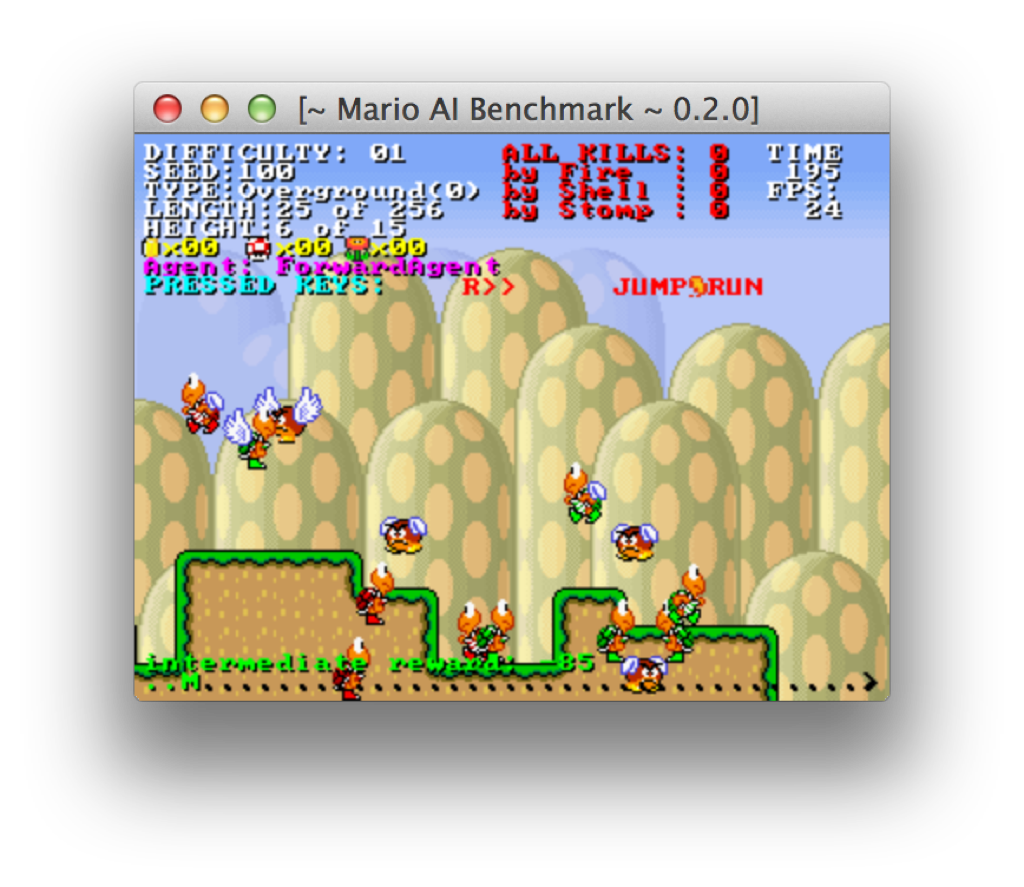 [~ Mario AI Benchmark ~ 0.2.0]
DIFFICULTY: 01 ALL KILLS: 0 TIME
SEED:100 by Fire : 0 195
TYPE:Overground(0) by Shell : 0 FPS:
LENGTH:25 of 256 by Stomp : 0 24
HEIGHT:6 of 15
x00 x00 x00
Agent: ForwardAgent
PRESSED KEYS: R>> JUMP RUN
intermediate reward: -85
..M..........................................>